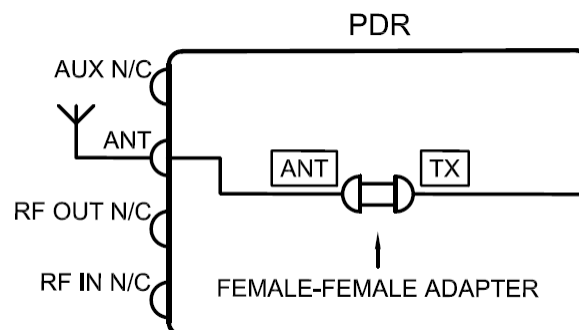 PDR
AUX N/C
ANT
ANT
TX
RF OUT N/C
RF IN N/C
FEMALE-FEMALE ADAPTER